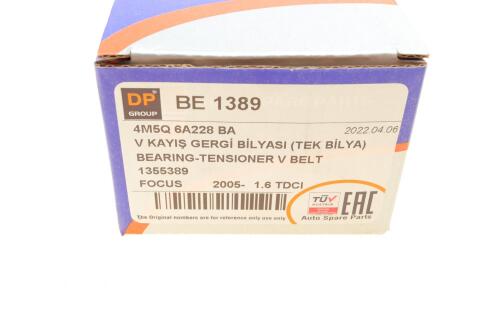 DP GROUP
BE 1389
4M5Q 6A228 BA
2022.04.06
V KAYIŞ GERGİ BİLYASI (TEK BİLYA)
BEARING-TENSIONER V BELT
1355389
FOCUS 2005- 1.6 TDCI
TÜV
AUSTRIA
EAC
Auto Spare Parts
The Original numbers are for reference only use only